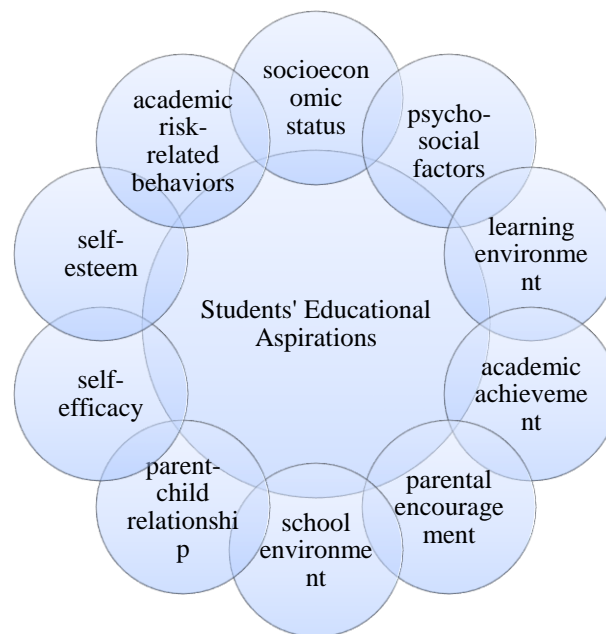 socioecon
omic
status
psycho-
social
factors
learning
environme
nt
academic
achieveme
nt
parental
encourage
ment
school
environme
nt
parent-
child
relationshi
p
self-
efficacy
self-
esteem
academic
risk-
related
behaviors
Students' Educational
Aspirations